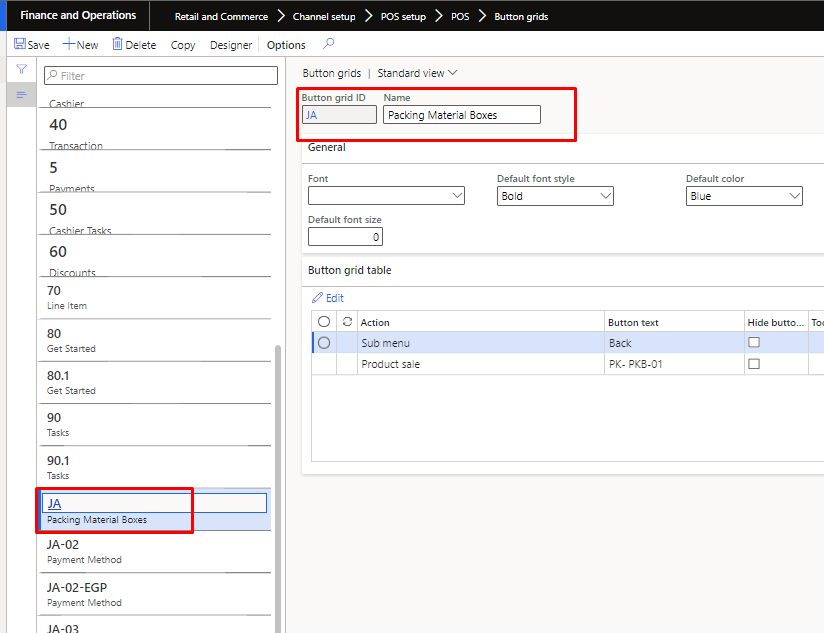 Finance and Operations
Retail and Commerce > Channel setup > POS setup > POS > Button grids
Save New Delete Copy Designer Options
Filter
Cashier
40
Transaction
5
Payments
50
Cashier Tasks
60
Discounts
70
Line Item
80
Get Started
80.1
Get Started
90
Tasks
90.1
Tasks
JA
Packing Material Boxes
JA-02
Payment Method
JA-02-EGP
Payment Method
JA-03
Button grids | Standard view
Button grid ID Name
JA Packing Material Boxes
General
Font Default font style Default color
Bold Blue
Default font size
0
Button grid table
Edit
Action Button text Hide butto... Too
Sub menu Back
Product sale PK- PKB-01